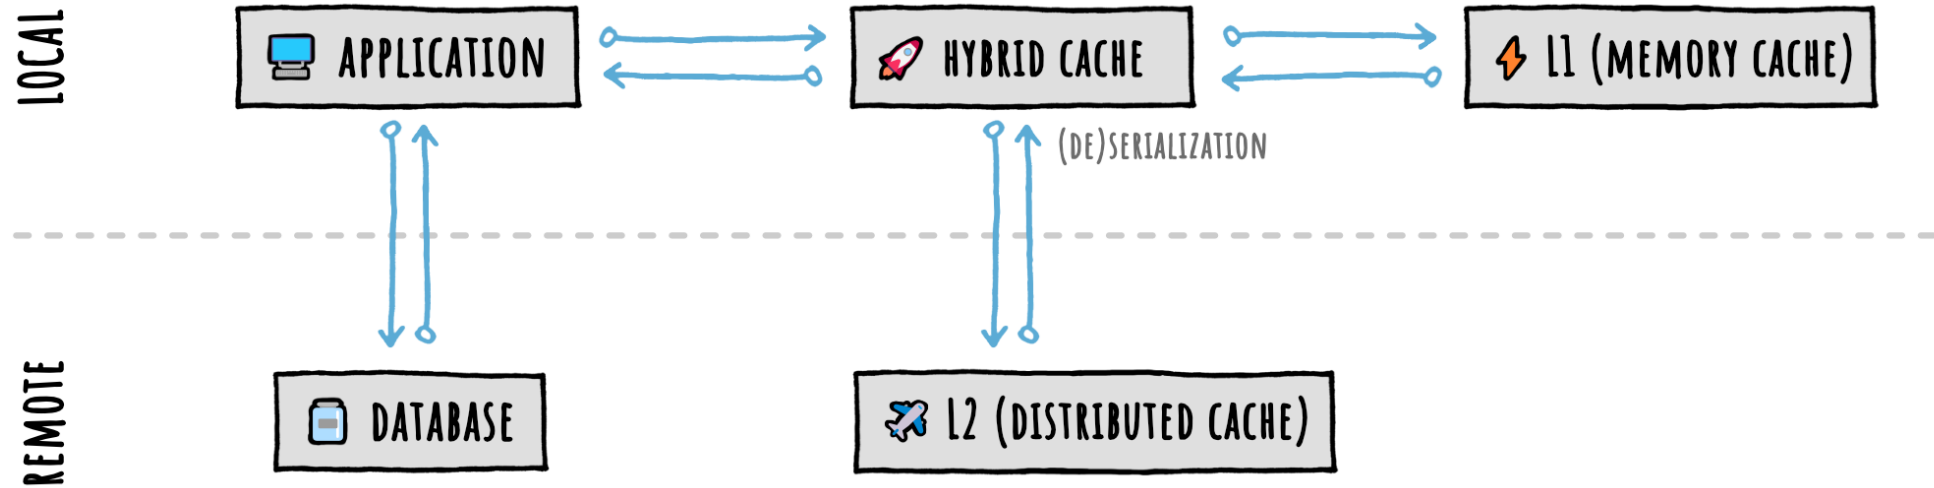 LOCAL
APPLICATION
HYBRID CACHE
L1 (MEMORY CACHE)
(DE)SERIALIZATION
REMOTE
DATABASE
L2 (DISTRIBUTED CACHE)